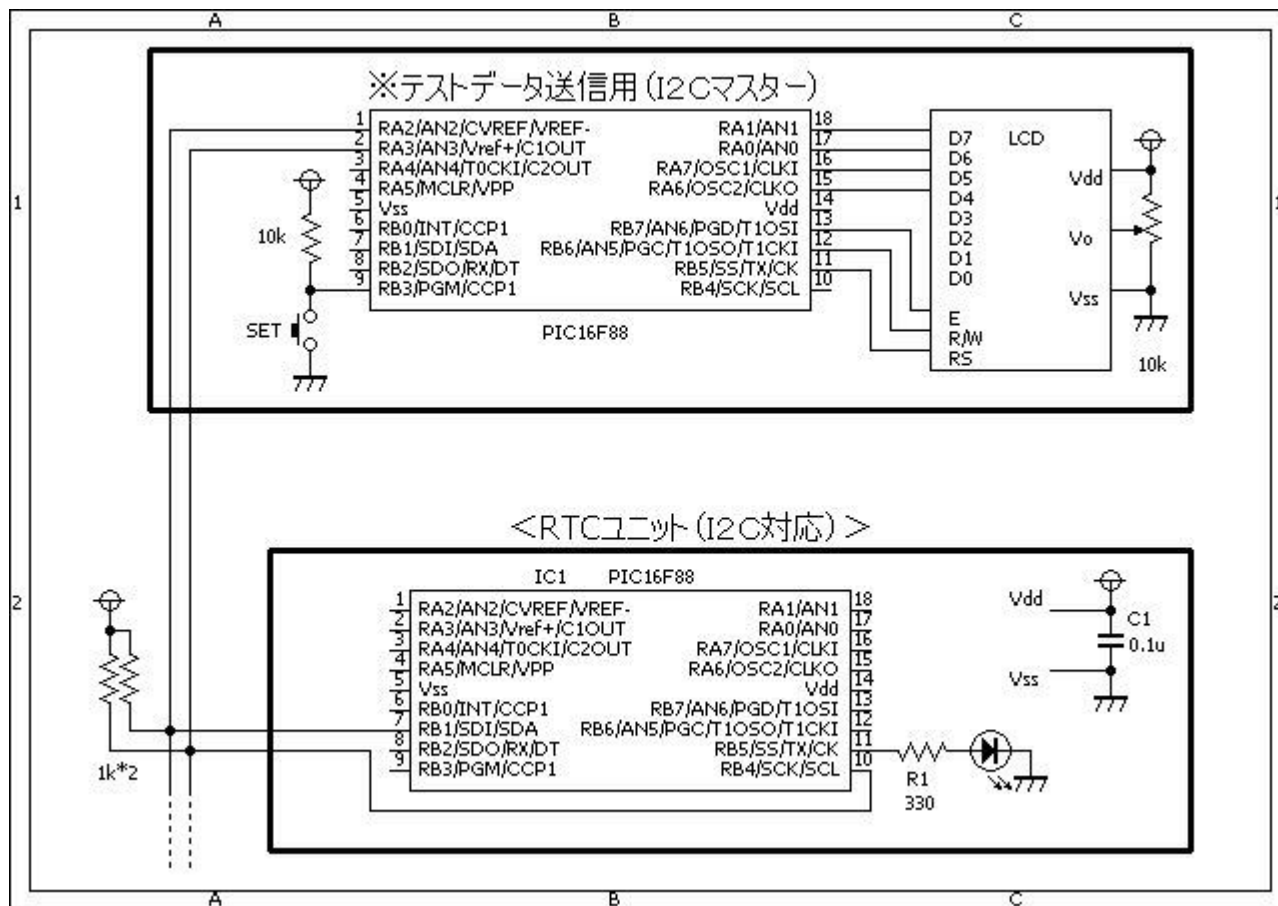 A B C
※テストデータ送信用(I2Cマスター)
1 RA2/AN2/CVREF/VREF- RA1/AN1 18
2 RA3/AN3/Vref+/C1OUT RA0/AN0 17
3 RA4/AN4/T0CKI/C2OUT RA7/OSC1/CLKI 16
4 RA5/MCLR/VPP RA6/OSC2/CLKO 15
5 Vss Vdd 14
6 RB0/INT/CCP1 RB7/AN6/PGD/T1OSI 13
7 RB1/SDI/SDA RB6/AN5/PGC/T1OSO/T1CKI 12
8 RB2/SDO/RX/DT RB5/SS/TX/CK 11
9 RB3/PGM/CCP1 RB4/SCK/SCL 10
PIC16F88
10k
SET
LCD
D7
D6
D5
D4
D3
D2
D1
D0
E
R/W
RS
Vdd
Vo
Vss
10k
1 1
<RTCユニット(I2C対応)>
IC1 PIC16F88
1 RA2/AN2/CVREF/VREF- RA1/AN1 18
2 RA3/AN3/Vref+/C1OUT RA0/AN0 17
3 RA4/AN4/T0CKI/C2OUT RA7/OSC1/CLKI 16
4 RA5/MCLR/VPP RA6/OSC2/CLKO 15
5 Vss Vdd 14
6 RB0/INT/CCP1 RB7/AN6/PGD/T1OSI 13
7 RB1/SDI/SDA RB6/AN5/PGC/T1OSO/T1CKI 12
8 RB2/SDO/RX/DT RB5/SS/TX/CK 11
9 RB3/PGM/CCP1 RB4/SCK/SCL 10
1k*2
R1
330
Vdd
C1
0.1u
Vss
2 2
A B C